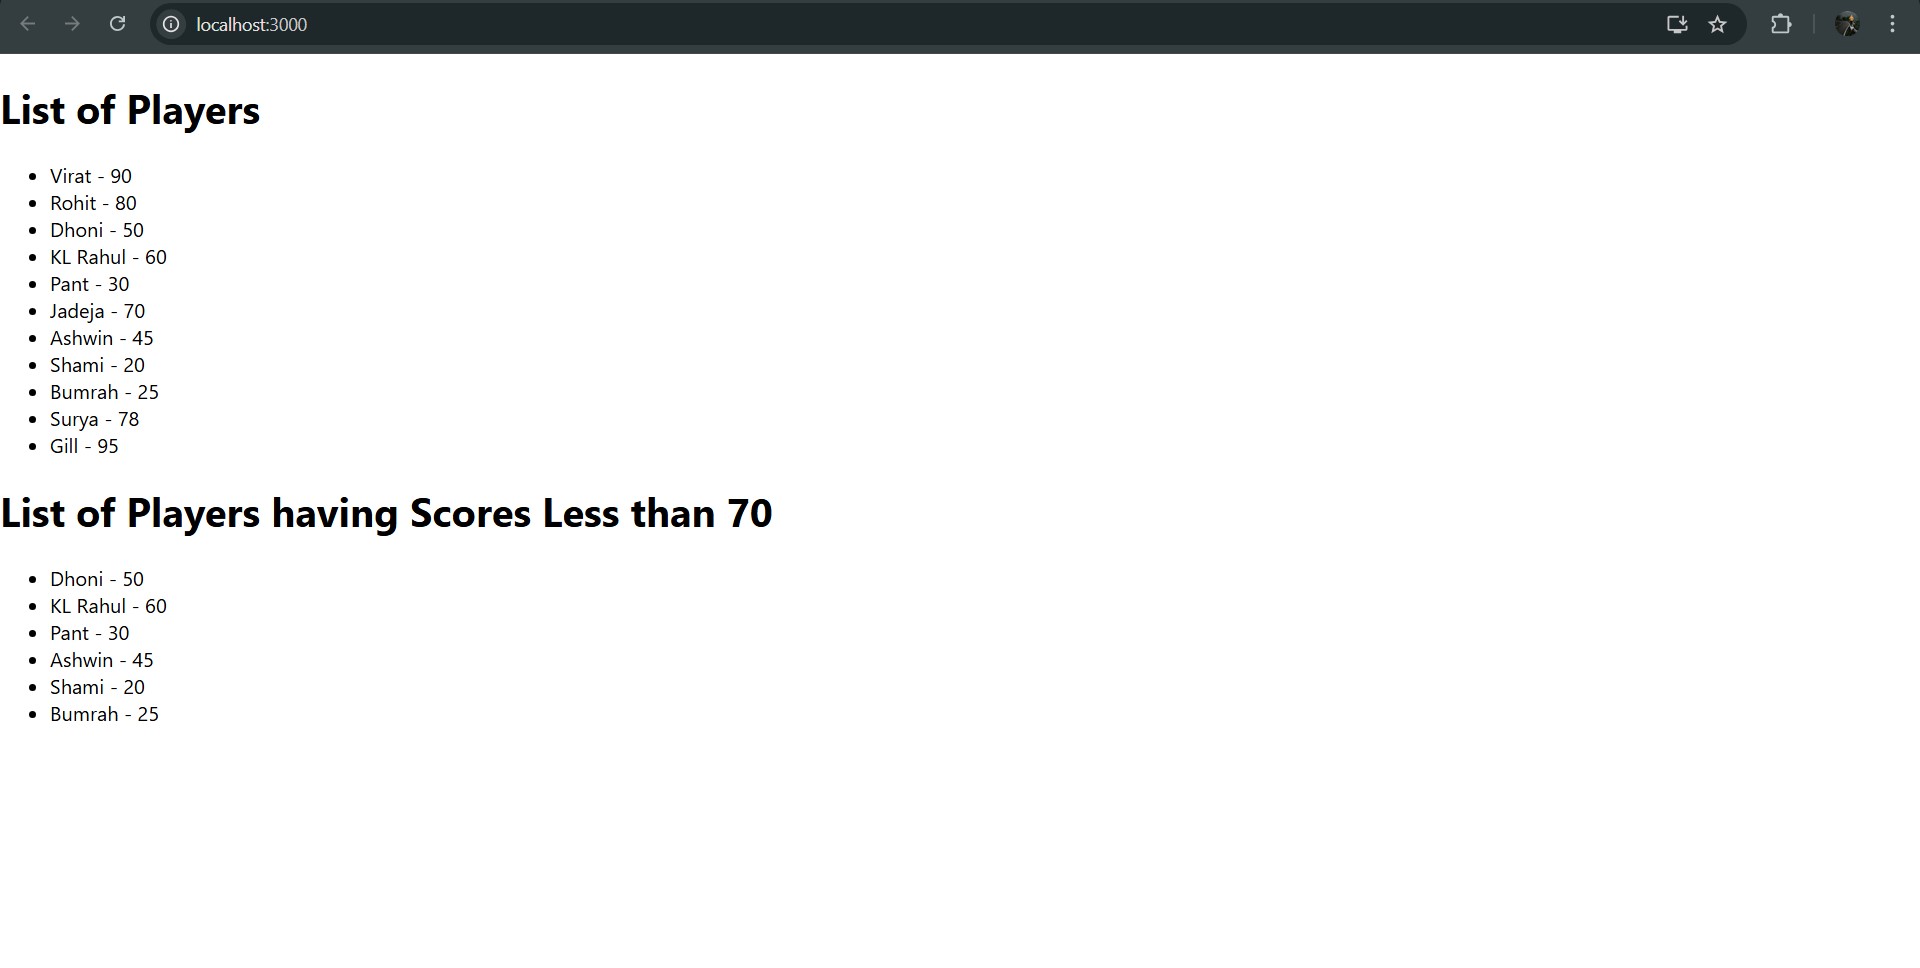 localhost:3000
List of Players
• Virat - 90
• Rohit - 80
• Dhoni - 50
• KL Rahul - 60
• Pant - 30
• Jadeja - 70
• Ashwin - 45
• Shami - 20
• Bumrah - 25
• Surya - 78
• Gill - 95
List of Players having Scores Less than 70
• Dhoni - 50
• KL Rahul - 60
• Pant - 30
• Ashwin - 45
• Shami - 20
• Bumrah - 25